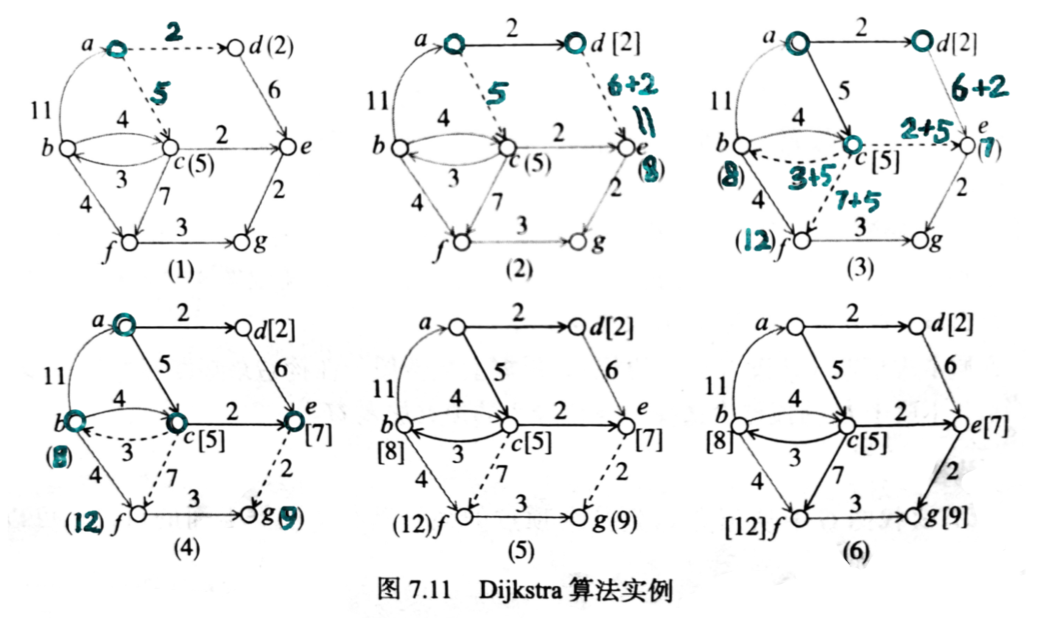 a 2 d (2)
11 5 6
b 4 c (5) 2 e
3
4 7 2
f 3 g
(1)
a 2 d [2]
11 5 6+2
11
b 4 c (5) 2 e
3 (8)
4 7 2
f 3 g
(2)
a 2 d[2]
11 5 6+2
b 4 c [5] 2+5 e
(8) 3+5 (7)
4 7+5 2
(12) f 3 g
(3)
a 2 d[2]
11 5 6
b 4 c [5] 2 e
(8) 3 [7]
4 7 2
(12) f 3 g (9)
(4)
a 2 d[2]
11 5 6
b 4 c[5] 2 e
[8] 3 [7]
4 7 2
(12) f 3 g (9)
(5)
a 2 d[2]
11 5 6
b 4 c[5] 2 e[7]
[8] 3
4 7 2
[12] f 3 g[9]
(6)
图 7.11 Dijkstra 算法实例